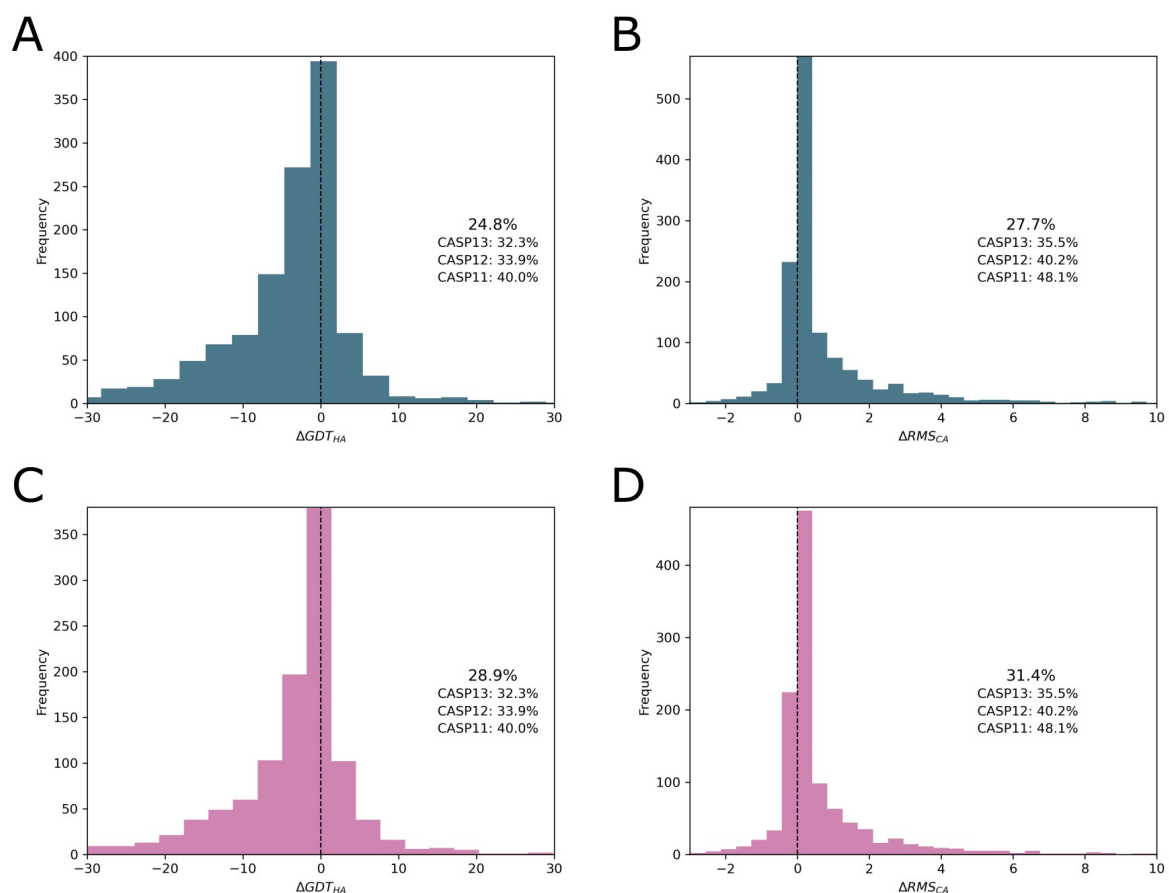 A
400
350
300
250
200
150
100
50
0
Frequency
24.8%
CASP13: 32.3%
CASP12: 33.9%
CASP11: 40.0%
−30
−20
−10
0
10
20
30
ΔGDT_HA
B
500
400
300
200
100
0
Frequency
27.7%
CASP13: 35.5%
CASP12: 40.2%
CASP11: 48.1%
−2
0
2
4
6
8
10
ΔRMS_CA
C
350
300
250
200
150
100
50
0
Frequency
28.9%
CASP13: 32.3%
CASP12: 33.9%
CASP11: 40.0%
−30
−20
−10
0
10
20
30
ΔGDT_HA
D
400
300
200
100
0
Frequency
31.4%
CASP13: 35.5%
CASP12: 40.2%
CASP11: 48.1%
−2
0
2
4
6
8
10
ΔRMS_CA